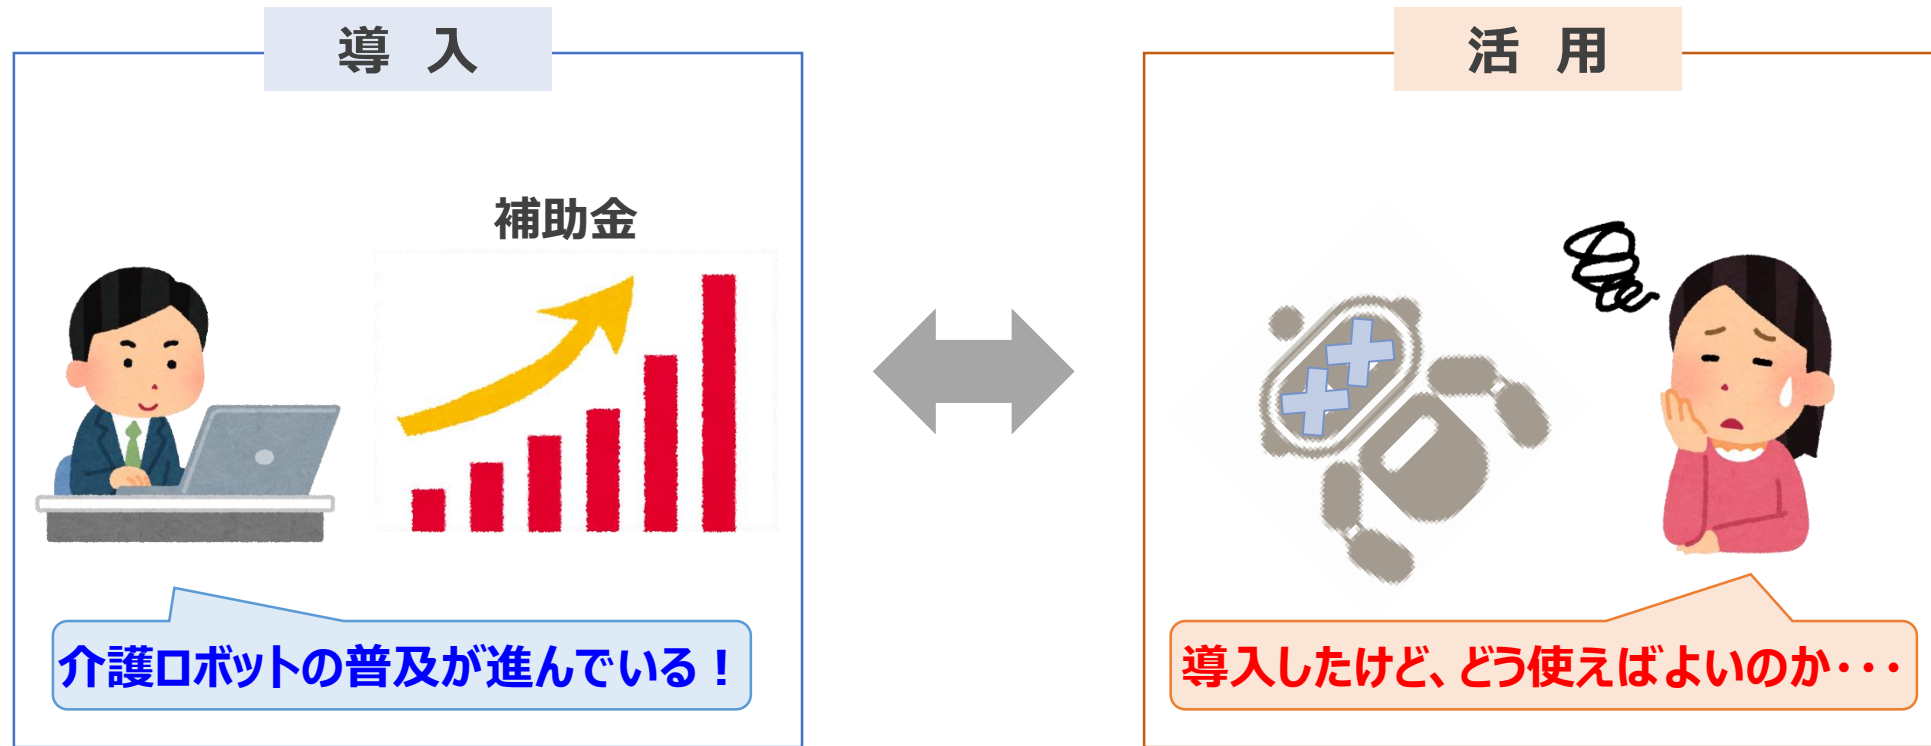 導 入
補助金
介護ロボットの普及が進んでいる！
活 用
導入したけど、どう使えばよいのか･･･